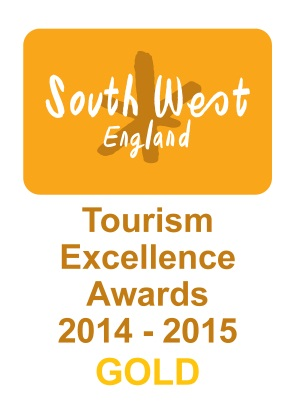 South West
England
Tourism
Excellence
Awards
2014 - 2015
GOLD